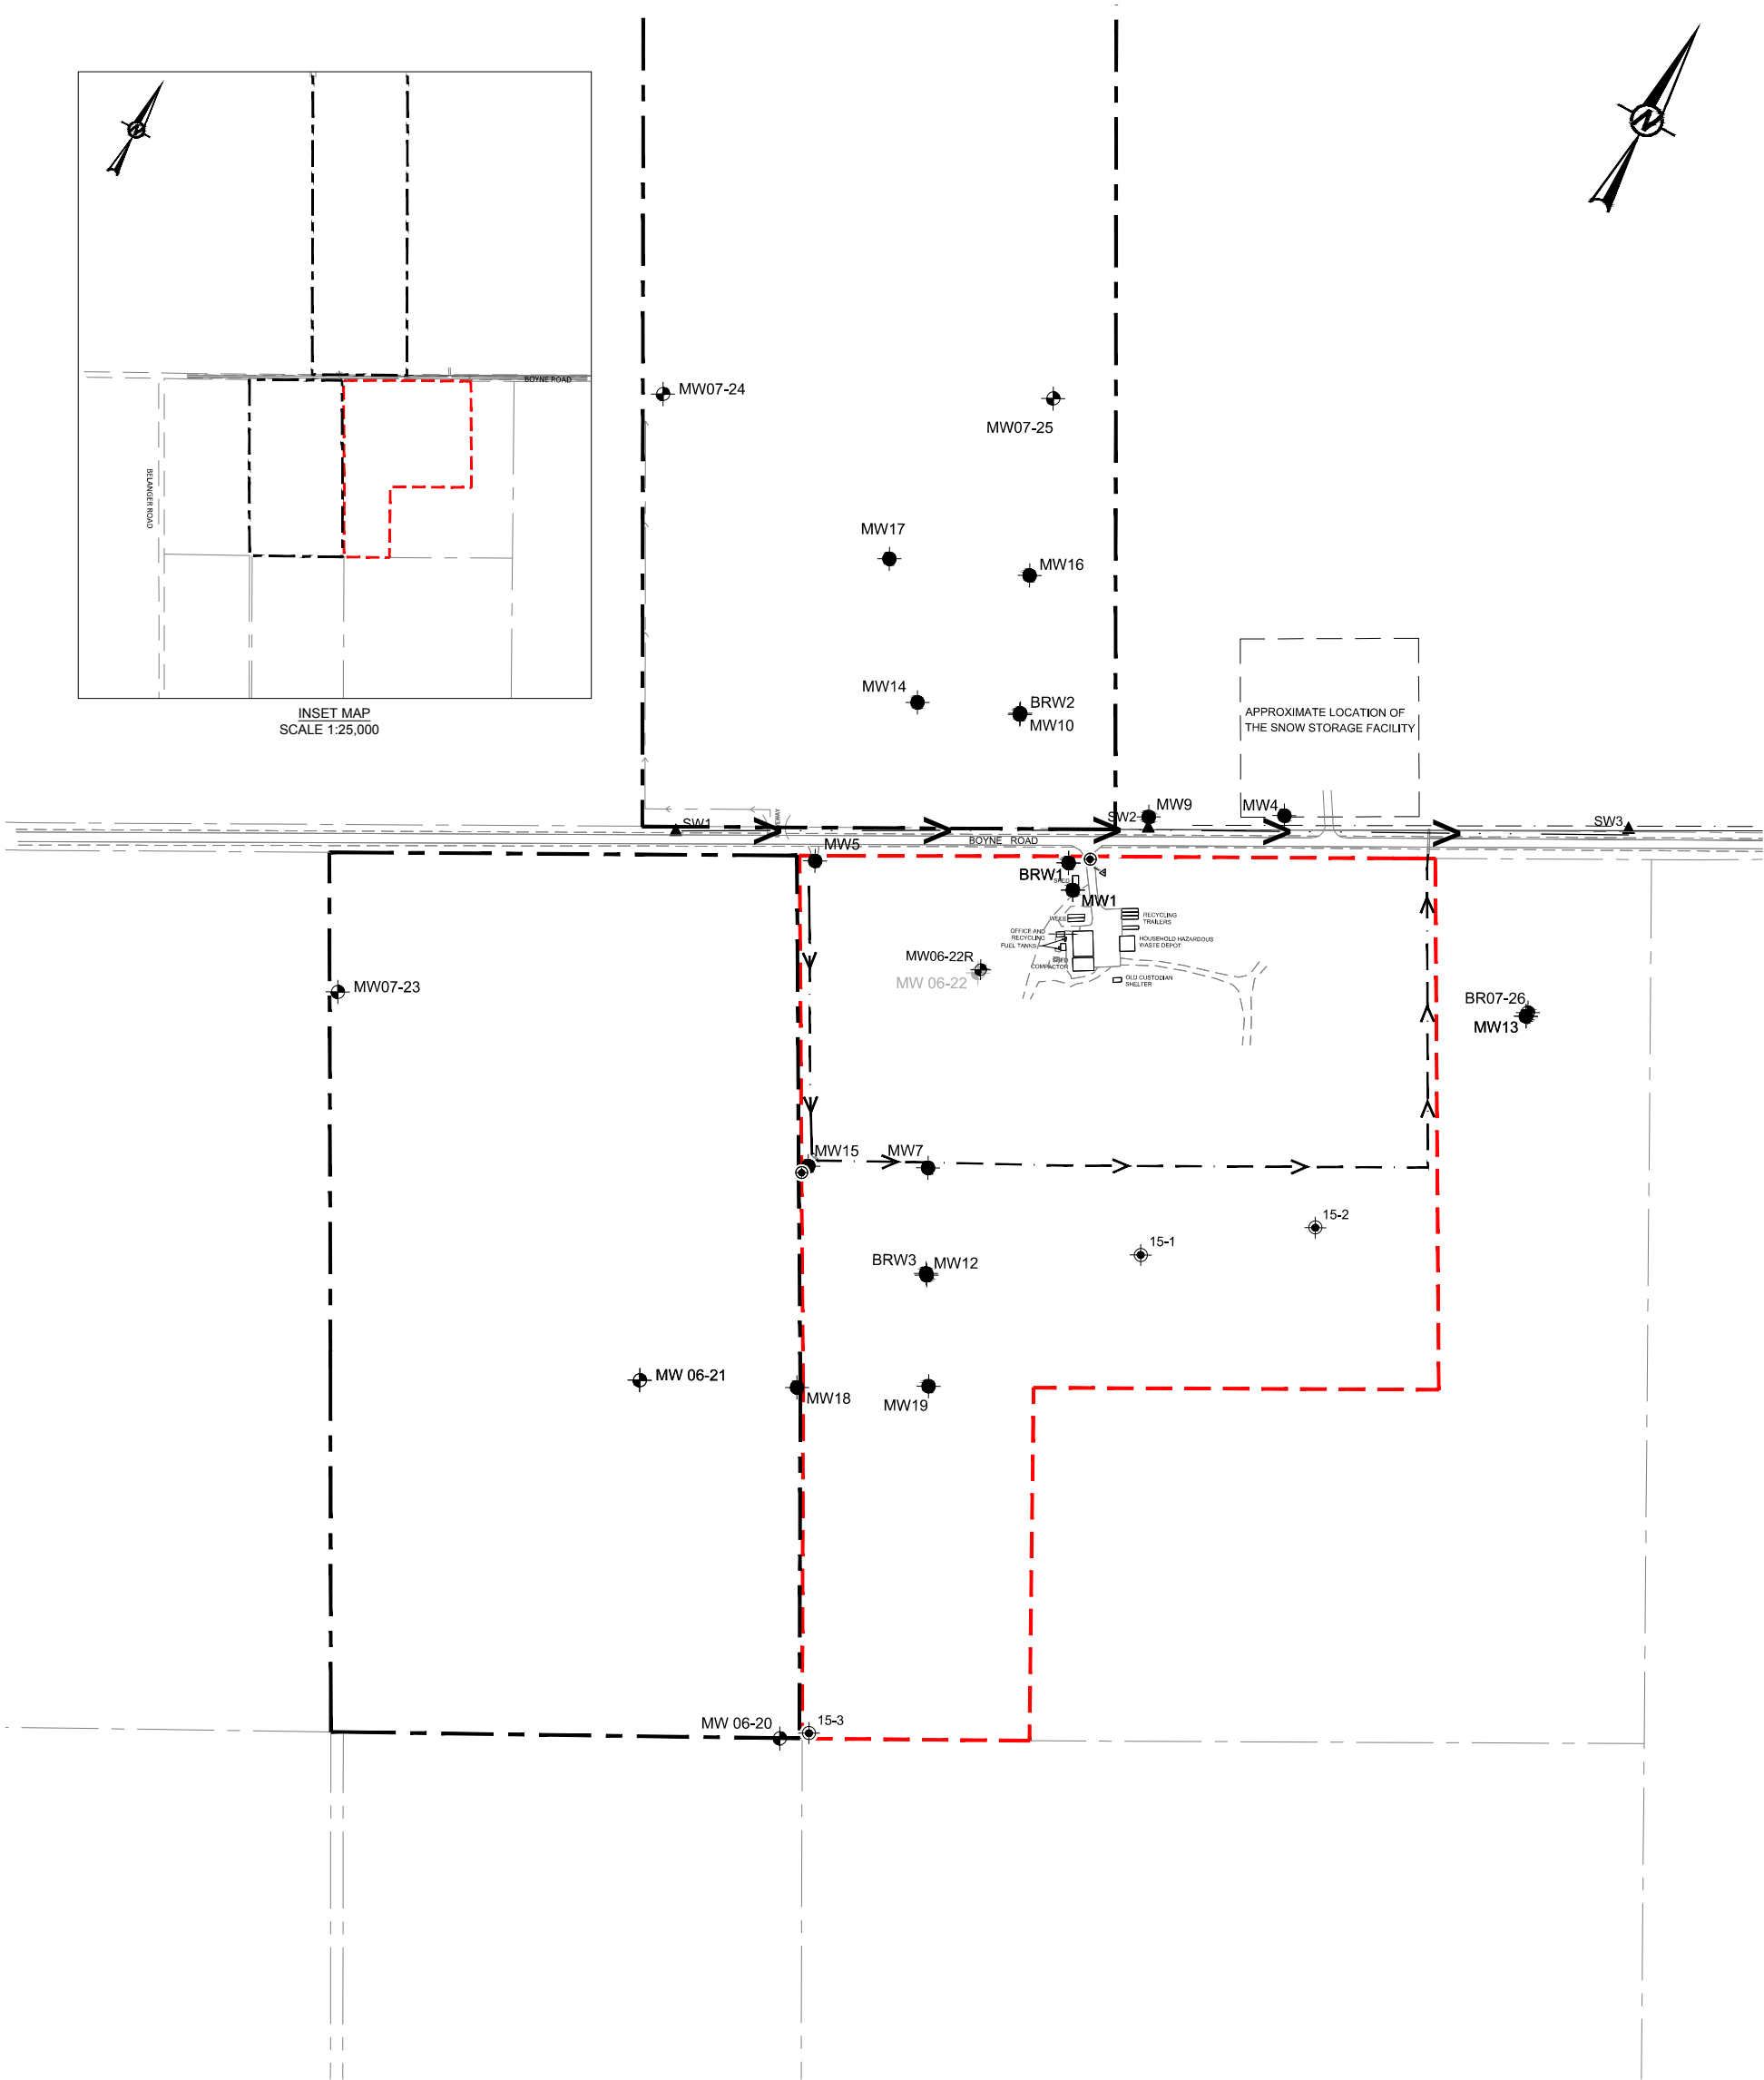 N
N
BOYNE ROAD
BELANGER ROAD
INSET MAP
SCALE 1:25,000
MW07-24
MW07-25
MW17
MW16
MW14
BRW2
MW10
APPROXIMATE LOCATION OF
THE SNOW STORAGE FACILITY
MW9
MW4
SW1
SW2
SW3
BOYNE ROAD
MW5
BRW1
MW1
RECYCLING
TRAILERS
OFFICE AND
RECYCLING
FUEL TANKS
HOUSEHOLD HAZARDOUS
WASTE DEPOT
COMPACTOR
OLD CUSTODIAN
SHELTER
MW06-22R
MW 06-22
MW07-23
BR07-26
MW13
MW15
MW7
15-2
15-1
BRW3
MW12
MW 06-21
MW18
MW19
MW 06-20
15-3